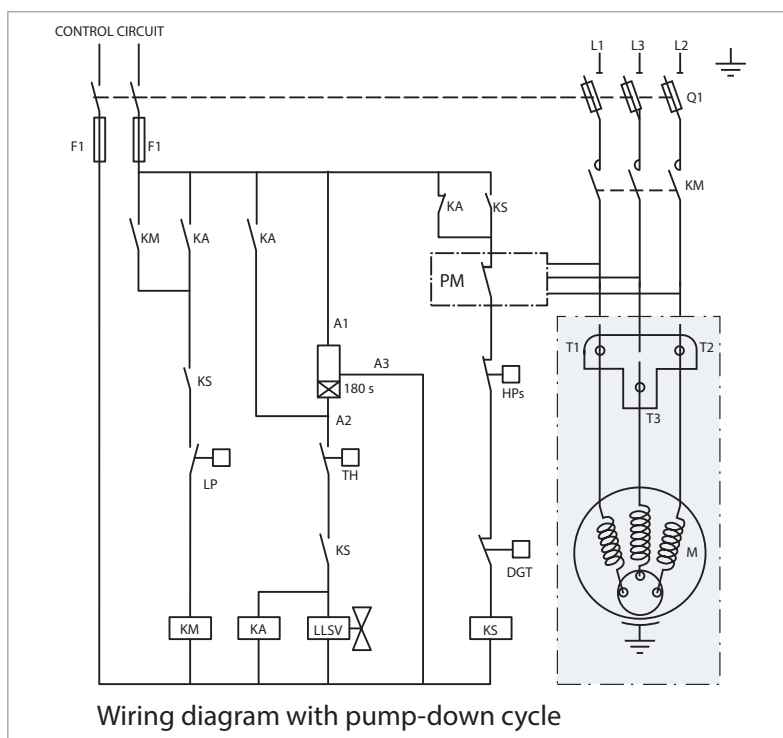 CONTROL CIRCUIT
L1 L3 L2
Q1
F1 F1
KM
KA KS
KM KA KA
PM
A1
T1 T2
A3
180 s
KS
HPs
A2
T3
LP TH
KS M
DGT
KM KA LLSV KS
Wiring diagram with pump-down cycle